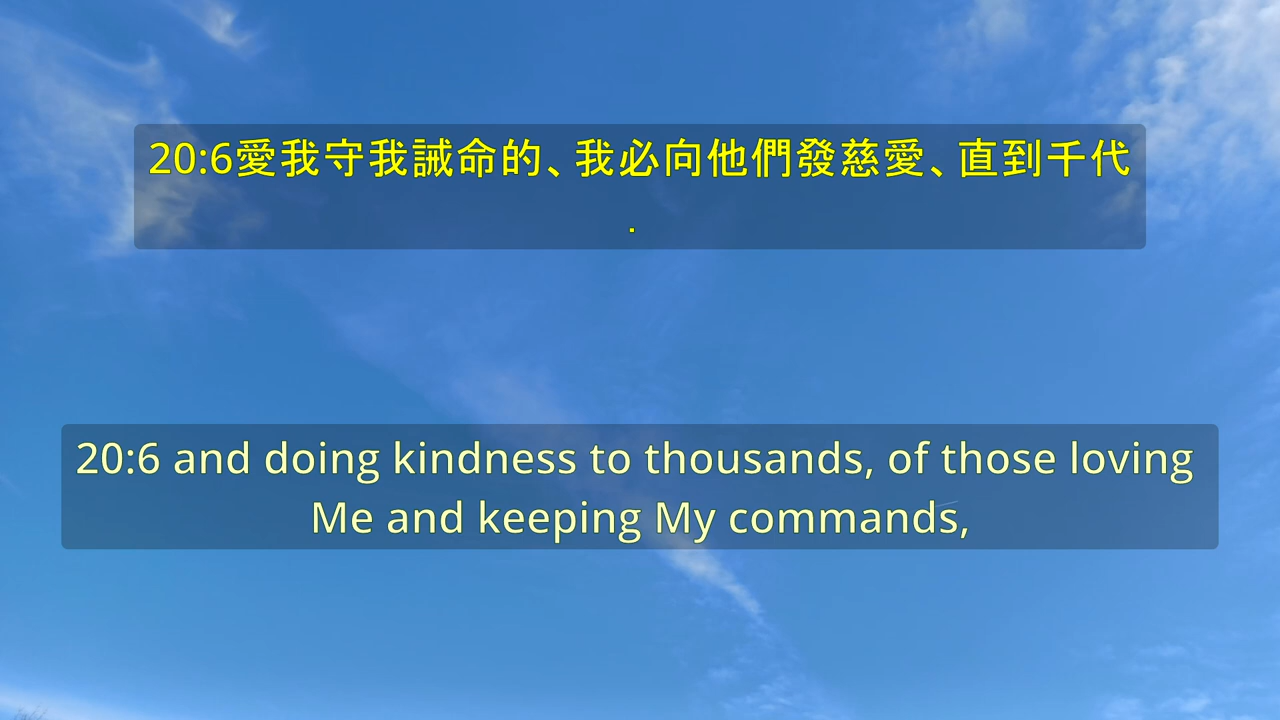 20:6愛我守我誡命的、我必向他們發慈愛、直到千代
.
20:6 and doing kindness to thousands, of those loving
Me and keeping My commands,